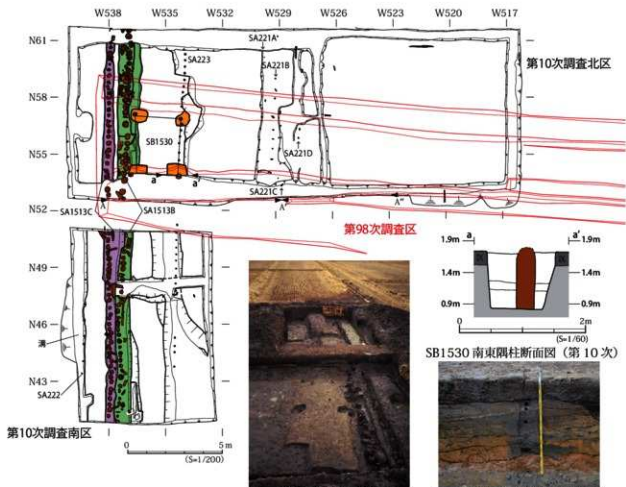 W538 W535 W532 W529 W526 W523 W520 W517
N61
SA221A'
SA223
SA221B
第10次調査北区
N58
SB1530
N55
SA221D
a a'
SA221C
A' A"
N52
SA1513C
SA1513B
第98次調査区
a a'
1.9m 1.9m
N49
1.4m 1.4m
0.9m 0.9m
N46
溝
0 2m
(S=1/60)
SB1530 南東隅柱断面図（第 10 次）
N43
SA222
第10次調査南区
0 5m
(S=1/200)